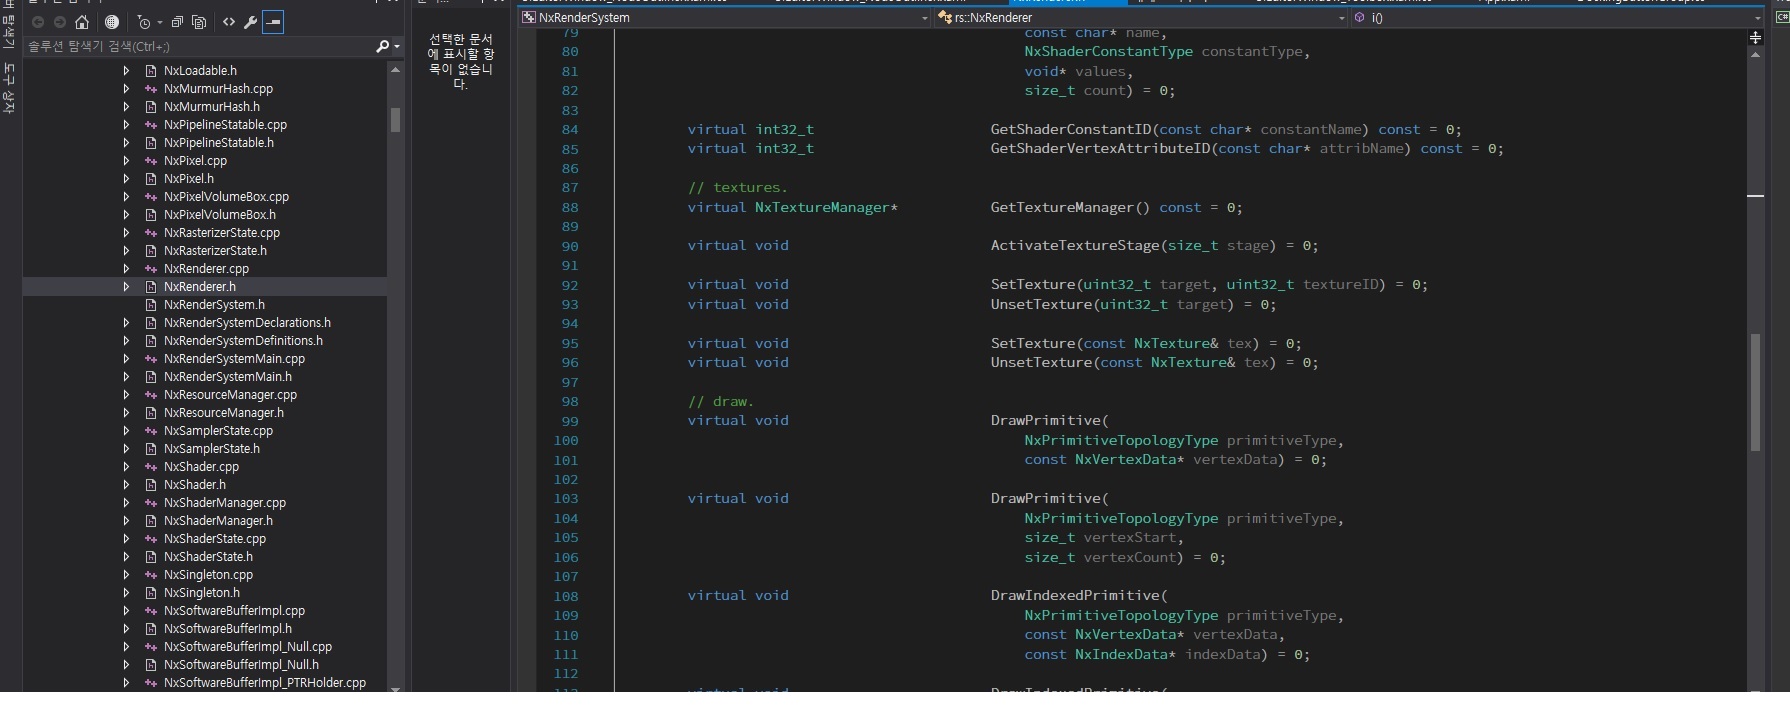 솔루션 탐색기 검색(Ctrl+;)
NxLoadable.h
NxMurmurHash.cpp
NxMurmurHash.h
NxPipelineStatable.cpp
NxPipelineStatable.h
NxPixel.cpp
NxPixel.h
NxPixelVolumeBox.cpp
NxPixelVolumeBox.h
NxRasterizerState.cpp
NxRasterizerState.h
NxRenderer.cpp
NxRenderer.h
NxRenderSystem.h
NxRenderSystemDeclarations.h
NxRenderSystemDefinitions.h
NxRenderSystemMain.cpp
NxRenderSystemMain.h
NxResourceManager.cpp
NxResourceManager.h
NxSamplerState.cpp
NxSamplerState.h
NxShader.cpp
NxShader.h
NxShaderManager.cpp
NxShaderManager.h
NxShaderState.cpp
NxShaderState.h
NxSingleton.cpp
NxSingleton.h
NxSoftwareBufferImpl.cpp
NxSoftwareBufferImpl.h
NxSoftwareBufferImpl_Null.cpp
NxSoftwareBufferImpl_Null.h
NxSoftwareBufferImpl_PTRHolder.cpp
도구 상자
선택한 문서
에 표시할 항
목이 없습니
다.
NxRenderSystem
rs::NxRenderer
i()
79 const char* name,
80 NxShaderConstantType constantType,
81 void* values,
82 size_t count) = 0;
83
84 virtual int32_t GetShaderConstantID(const char* constantName) const = 0;
85 virtual int32_t GetShaderVertexAttributeID(const char* attribName) const = 0;
86
87 // textures.
88 virtual NxTextureManager* GetTextureManager() const = 0;
89
90 virtual void ActivateTextureStage(size_t stage) = 0;
91
92 virtual void SetTexture(uint32_t target, uint32_t textureID) = 0;
93 virtual void UnsetTexture(uint32_t target) = 0;
94
95 virtual void SetTexture(const NxTexture& tex) = 0;
96 virtual void UnsetTexture(const NxTexture& tex) = 0;
97
98 // draw.
99 virtual void DrawPrimitive(
100 NxPrimitiveTopologyType primitiveType,
101 const NxVertexData* vertexData) = 0;
102
103 virtual void DrawPrimitive(
104 NxPrimitiveTopologyType primitiveType,
105 size_t vertexStart,
106 size_t vertexCount) = 0;
107
108 virtual void DrawIndexedPrimitive(
109 NxPrimitiveTopologyType primitiveType,
110 const NxVertexData* vertexData,
111 const NxIndexData* indexData) = 0;
112
113 virtual void DrawIndexedPrimitive(